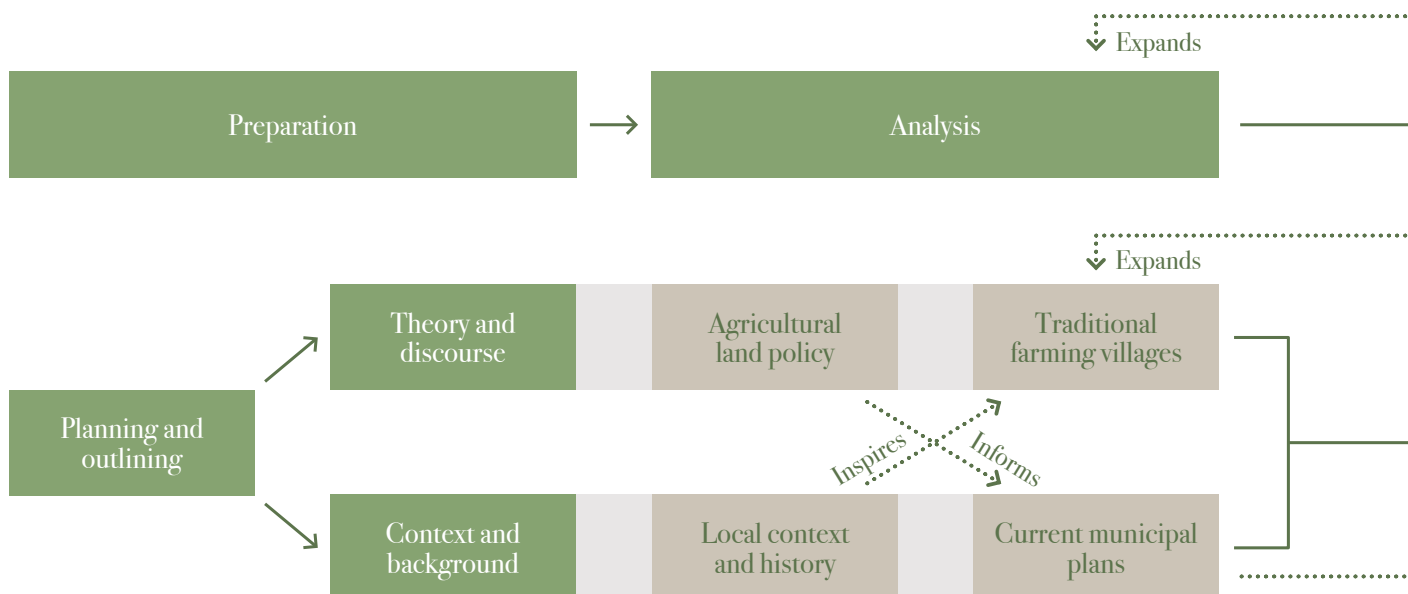 Expands
Preparation
Analysis
Expands
Theory and
discourse
Agricultural
land policy
Traditional
farming villages
Planning and
outlining
Inspires
Informs
Context and
background
Local context
and history
Current municipal
plans